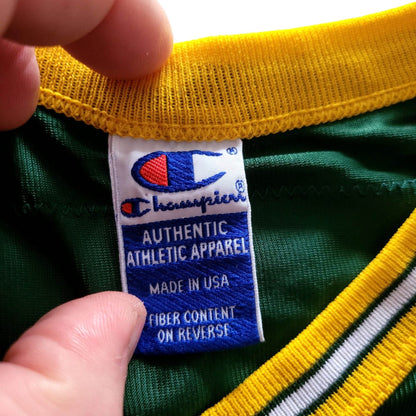 ®
Champion®
AUTHENTIC
ATHLETIC APPAREL
MADE IN USA
FIBER CONTENT
ON REVERSE